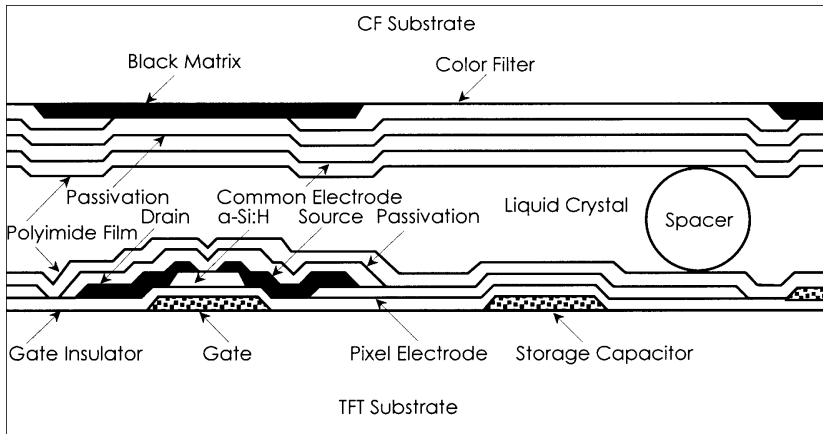 CF Substrate
Black Matrix
Color Filter
Passivation
Common Electrode
Drain
a-Si:H
Source
Passivation
Liquid Crystal
Spacer
Polyimide Film
Gate Insulator
Gate
Pixel Electrode
Storage Capacitor
TFT Substrate